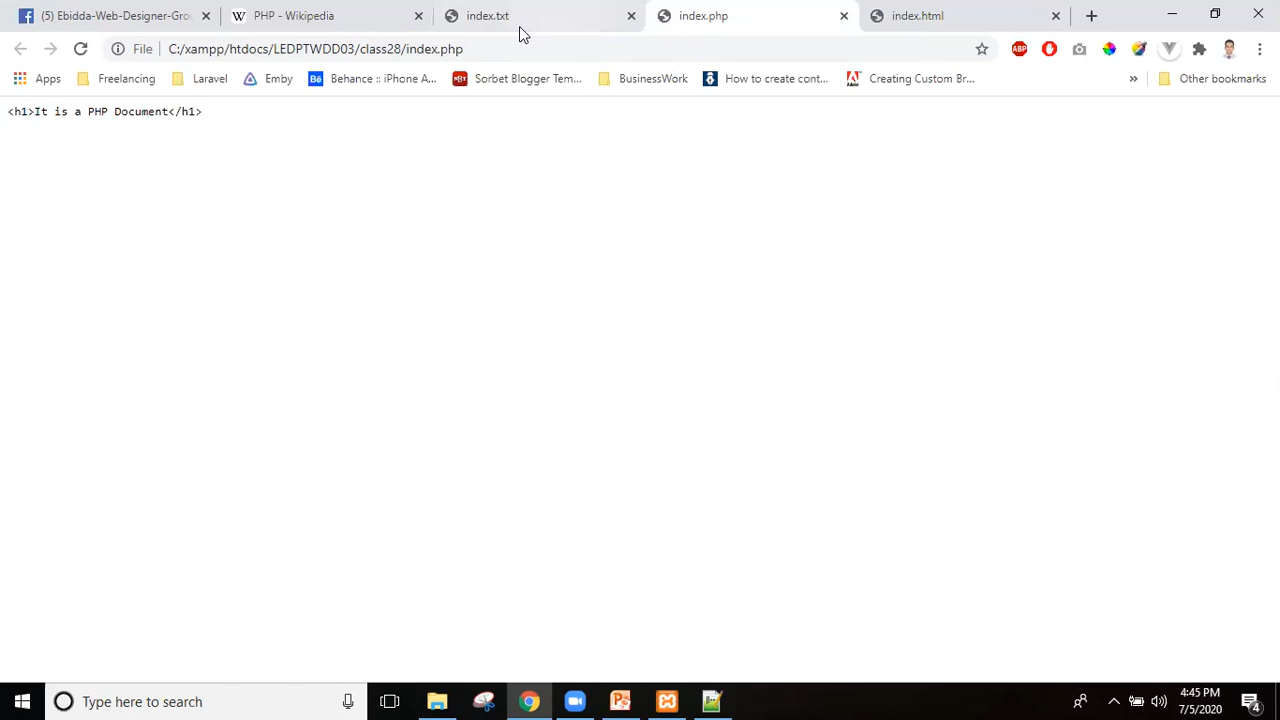 (5) Ebidda-Web-Designer-Grou
PHP - Wikipedia
index.txt
index.php
index.html
File
C:/xampp/htdocs/LEDPTWDD03/class28/index.php
Apps
Freelancing
Laravel
Emby
Behance :: iPhone A...
Sorbet Blogger Tem...
BusinessWork
How to create cont...
Creating Custom Br...
»
Other bookmarks
<h1>It is a PHP Document</h1>
Type here to search
4:45 PM
7/5/2020
4